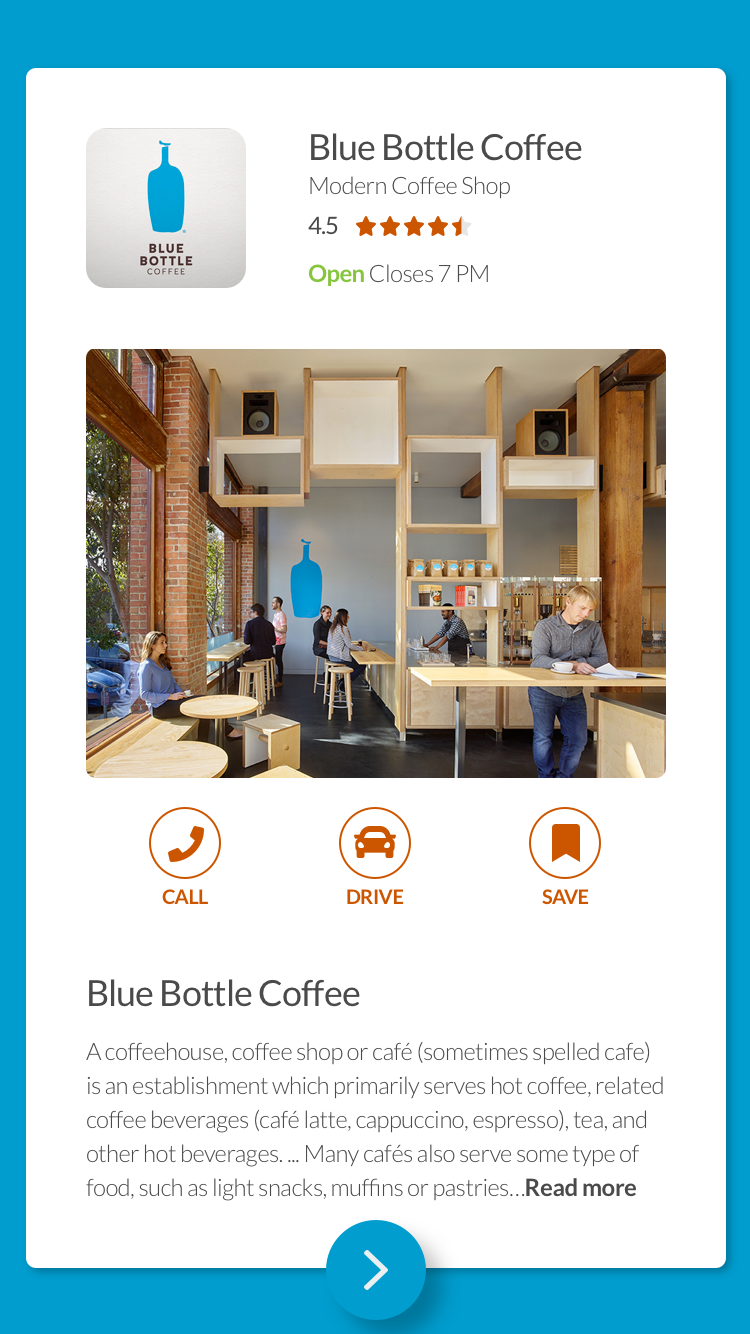 BLUE
BOTTLE
COFFEE
Blue Bottle Coffee
Modern Coffee Shop
4.5
Open Closes 7 PM
CALL
DRIVE
SAVE
Blue Bottle Coffee
A coffeehouse, coffee shop or café (sometimes spelled cafe)
is an establishment which primarily serves hot coffee, related
coffee beverages (café latte, cappuccino, espresso), tea, and
other hot beverages. ... Many cafés also serve some type of
food, such as light snacks, muffins or pastries...Read more